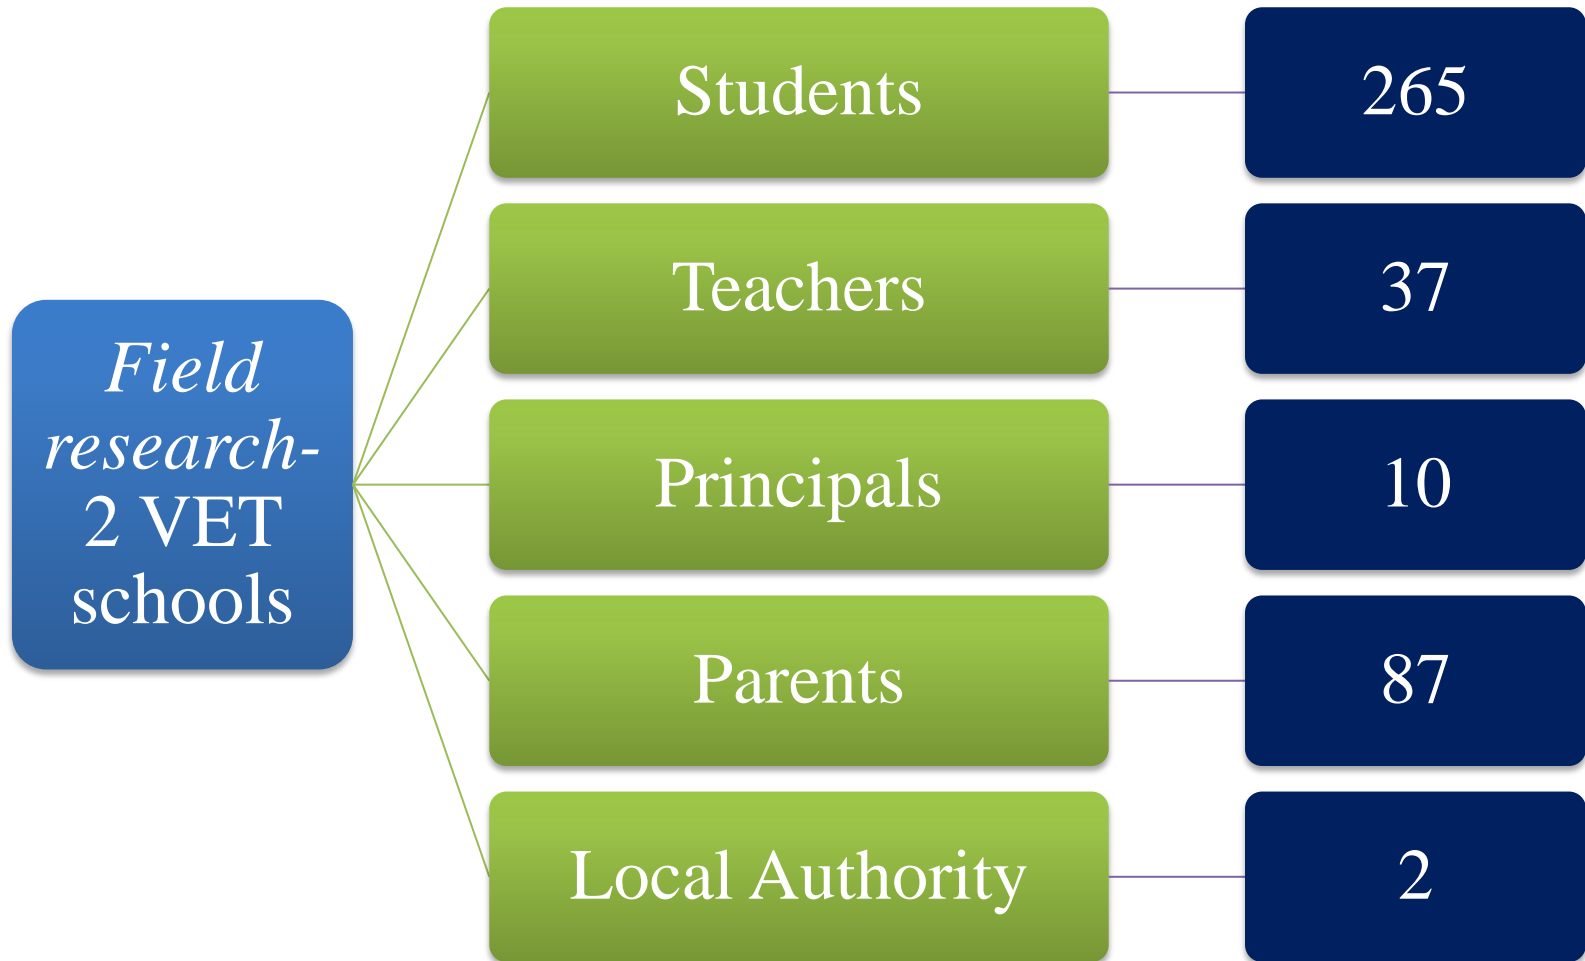 Field
research-
2 VET
schools
Students
265
Teachers
37
Principals
10
Parents
87
Local Authority
2